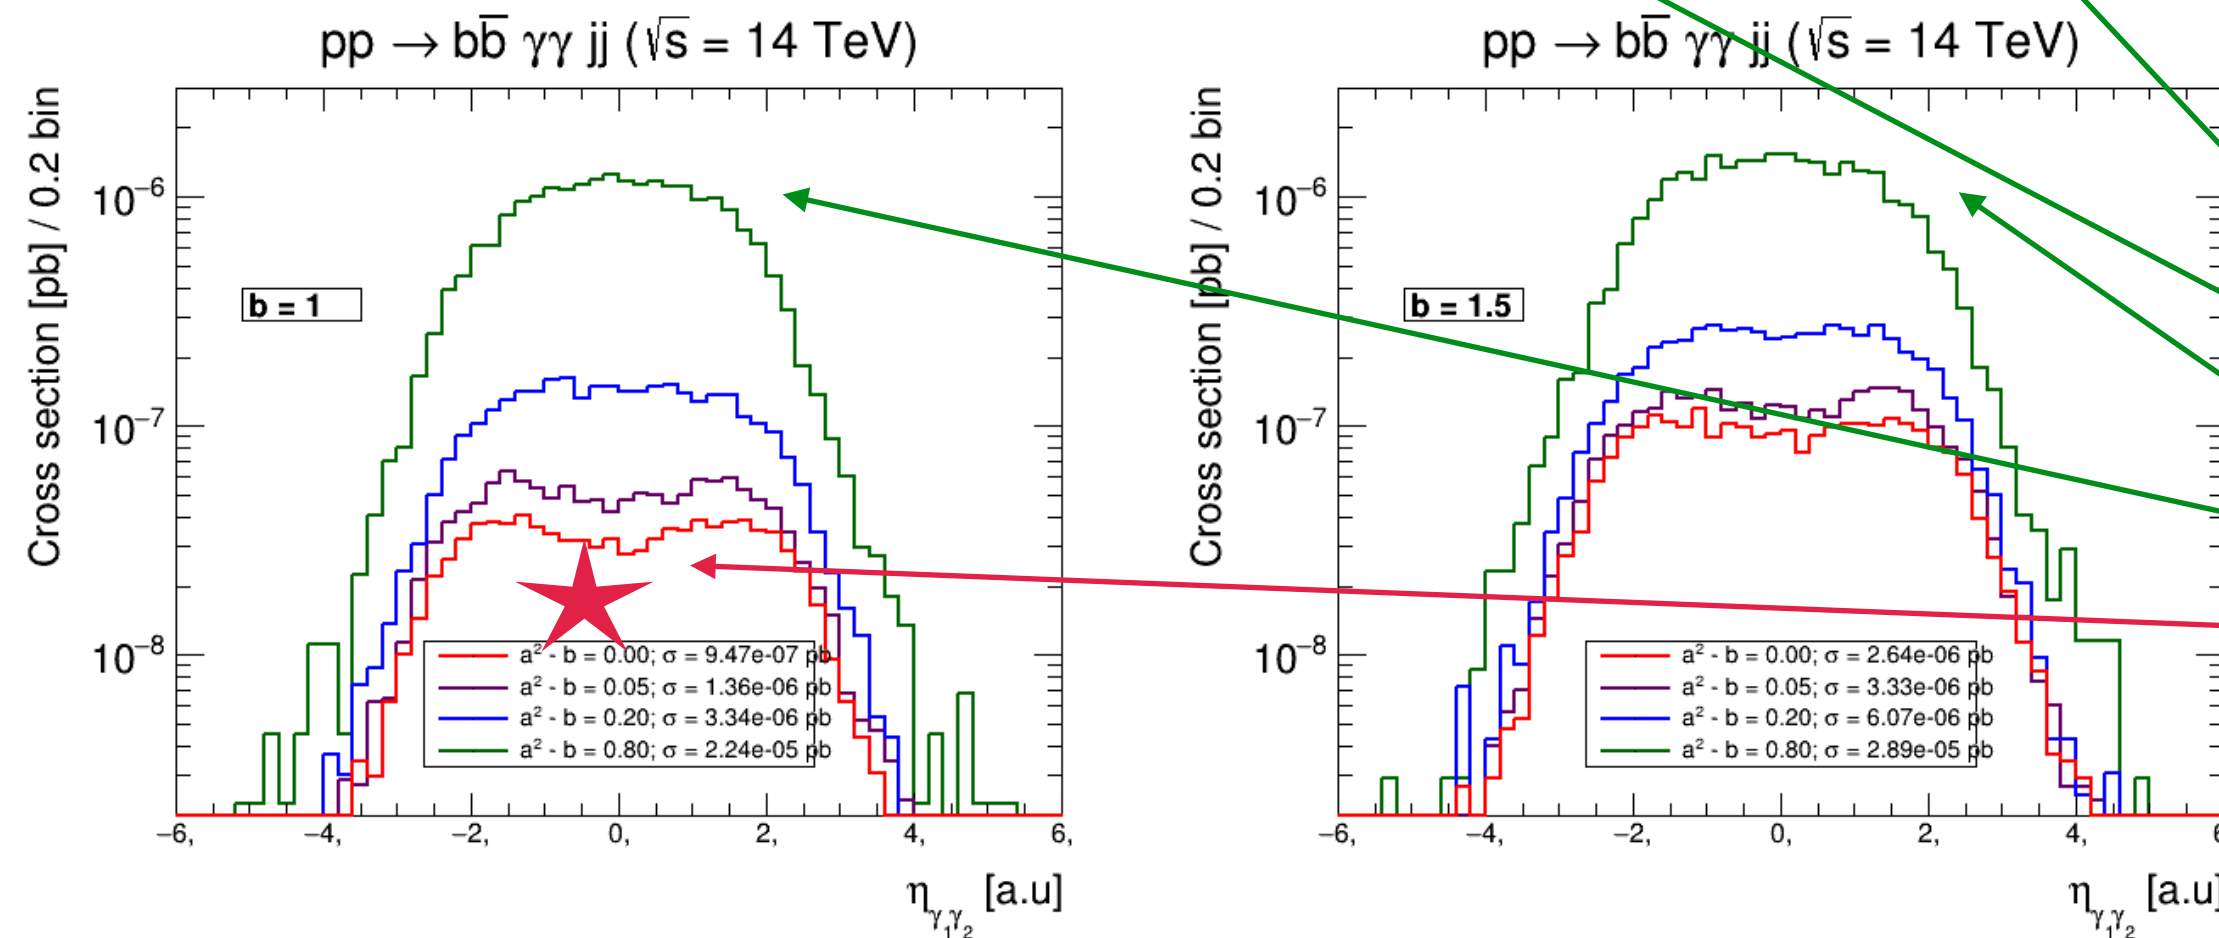 pp → bb̅ γγ jj (√s = 14 TeV)
Cross section [pb] / 0.2 bin
10⁻⁶
10⁻⁷
10⁻⁸
b = 1
a² - b = 0.00; σ = 9.47e-07 pb
a² - b = 0.05; σ = 1.36e-06 pb
a² - b = 0.20; σ = 3.34e-06 pb
a² - b = 0.80; σ = 2.24e-05 pb
−6, −4, −2, 0, 2, 4, 6,
η_γ₁γ₂ [a.u]
pp → bb̅ γγ jj (√s = 14 TeV)
Cross section [pb] / 0.2 bin
10⁻⁶
10⁻⁷
10⁻⁸
b = 1.5
a² - b = 0.00; σ = 2.64e-06 pb
a² - b = 0.05; σ = 3.33e-06 pb
a² - b = 0.20; σ = 6.07e-06 pb
a² - b = 0.80; σ = 2.89e-05 pb
−6, −4, −2, 0, 2, 4, 6
η_γ₁γ₂ [a.u